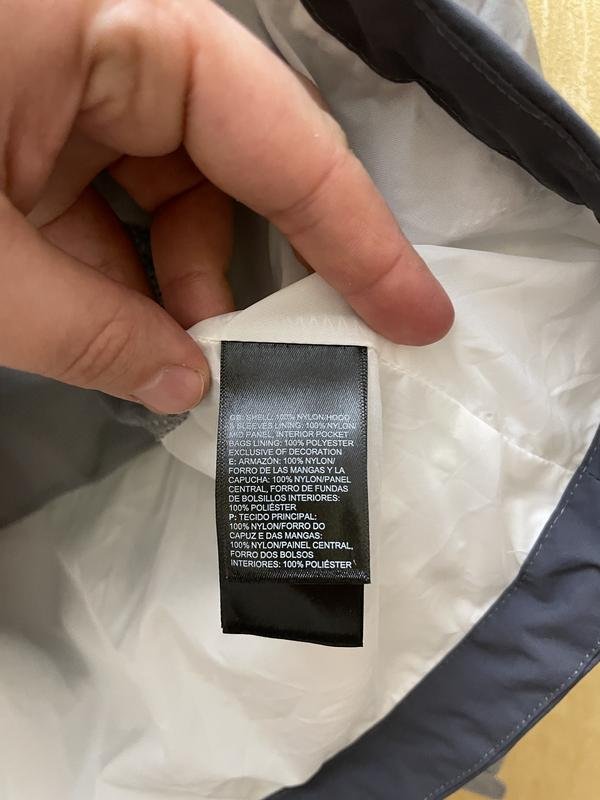 GB: SHELL: 100% NYLON/HOOD
& SLEEVES LINING: 100% NYLON/
MID PANEL, INTERIOR POCKET
BAGS LINING: 100% POLYESTER
EXCLUSIVE OF DECORATION
E: ARMAZÓN: 100% NYLON/
FORRO DE LAS MANGAS Y LA
CAPUCHA: 100% NYLON/PANEL
CENTRAL, FORRO DE FUNDAS
DE BOLSILLOS INTERIORES:
100% POLIÉSTER
P: TECIDO PRINCIPAL:
100% NYLON/FORRO DO
CAPUZ E DAS MANGAS:
100% NYLON/PAINEL CENTRAL,
FORRO DOS BOLSOS
INTERIORES: 100% POLIÉSTER